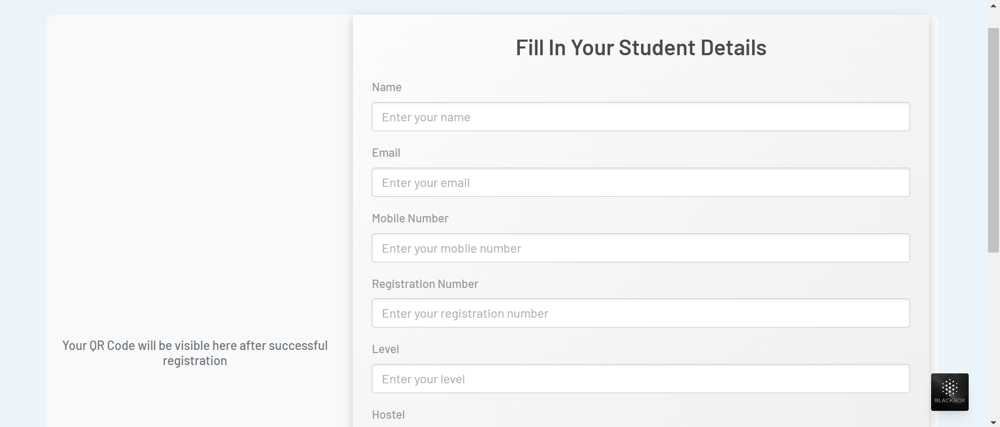 Fill In Your Student Details
Name
Enter your name
Email
Enter your email
Mobile Number
Enter your mobile number
Registration Number
Enter your registration number
Level
Enter your level
Hostel
Your QR Code will be visible here after successful
registration
BLACKBOX